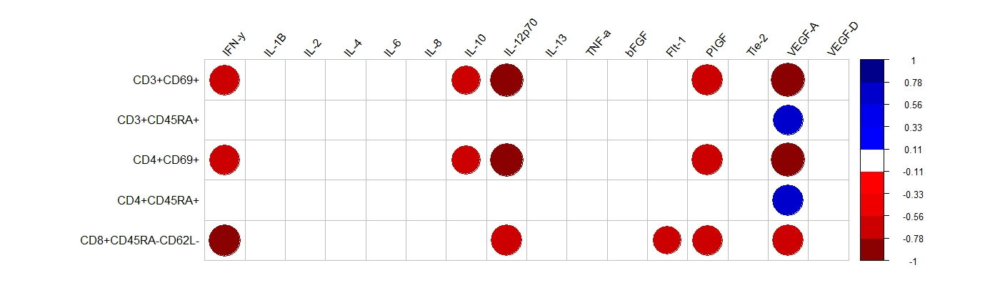 IFN-y IL-1B IL-2 IL-4 IL-6 IL-8 IL-10 IL-12p70 IL-13 TNF-a bFGF Flt-1 PIGF Tie-2 VEGF-A VEGF-D
CD3+CD69+
CD3+CD45RA+
CD4+CD69+
CD4+CD45RA+
CD8+CD45RA-CD62L-
1
0.78
0.56
0.33
0.11
-0.11
-0.33
-0.56
-0.78
-1